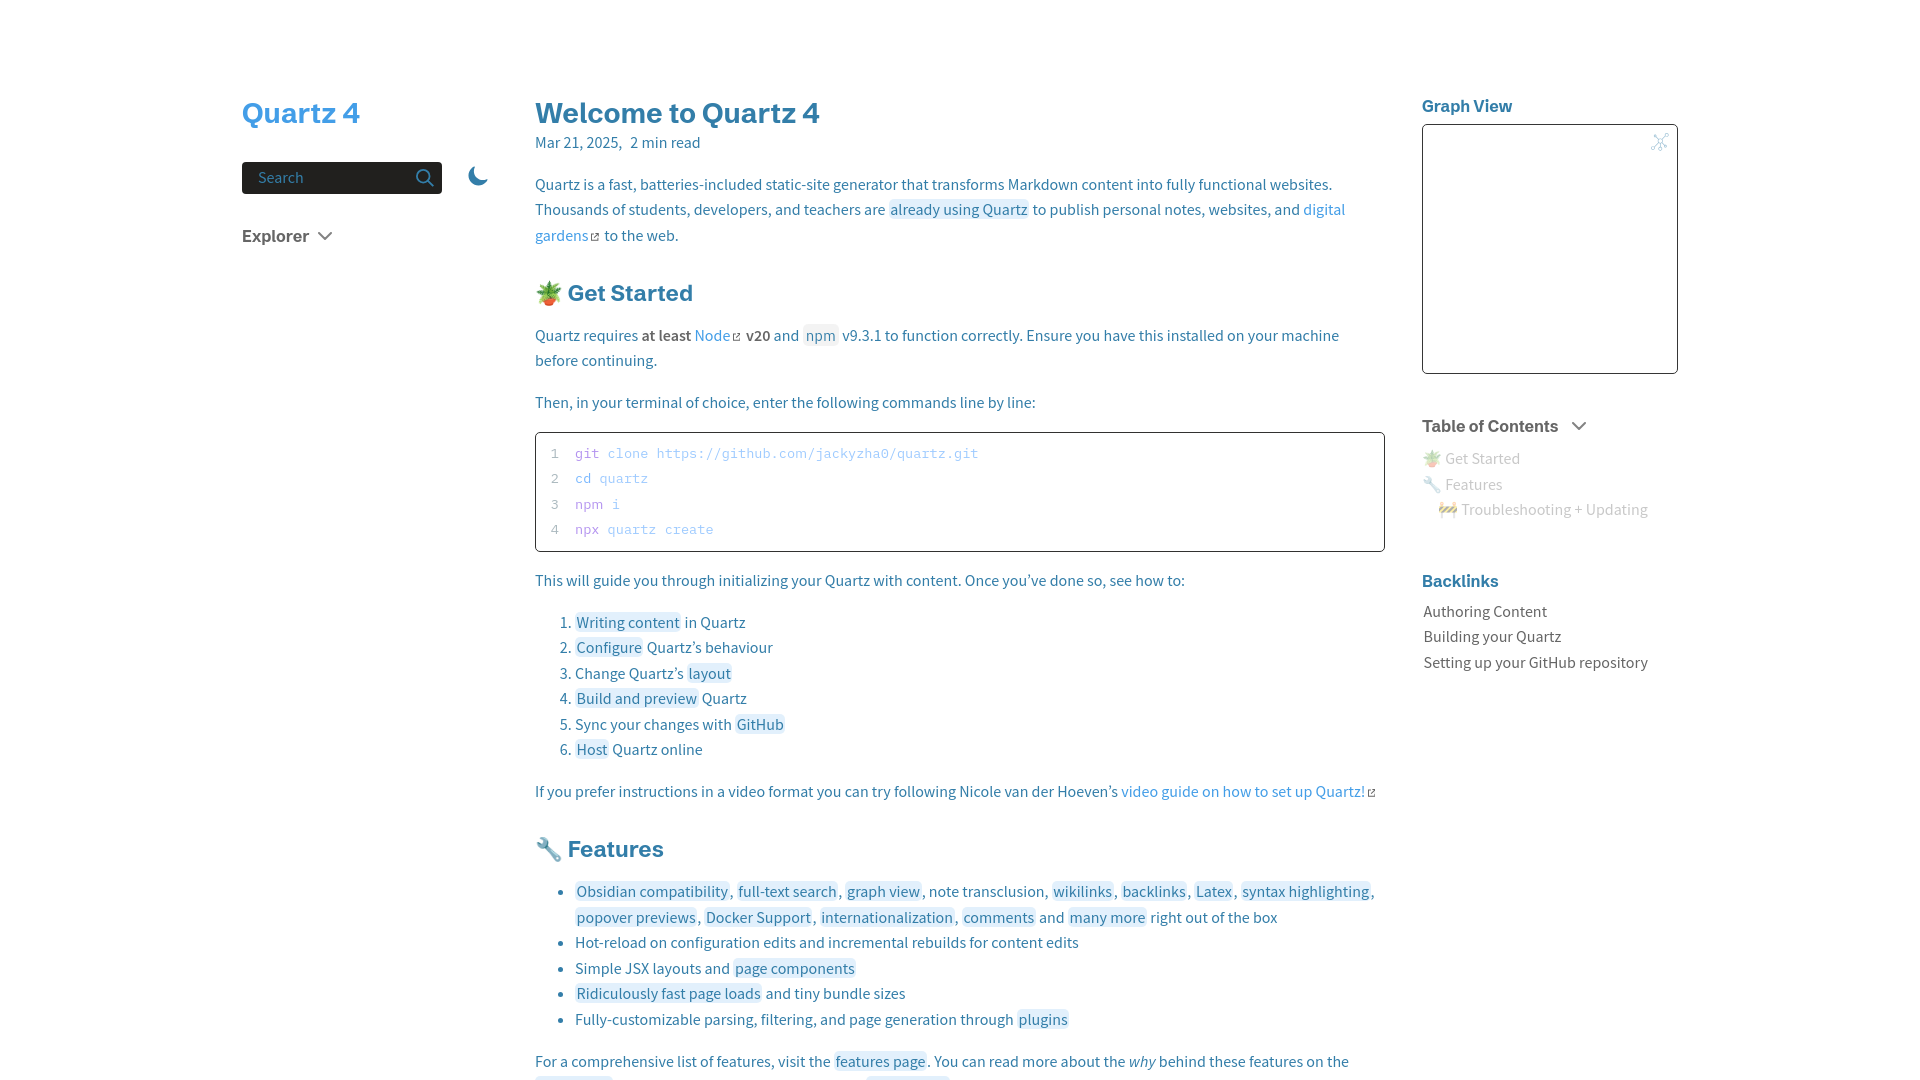 Quartz 4
Search
Explorer
Welcome to Quartz 4
Mar 21, 2025, 2 min read
Quartz is a fast, batteries-included static-site generator that transforms Markdown content into fully functional websites.
Thousands of students, developers, and teachers are already using Quartz to publish personal notes, websites, and digital
gardens to the web.
🪴 Get Started
Quartz requires at least Node v20 and npm v9.3.1 to function correctly. Ensure you have this installed on your machine
before continuing.
Then, in your terminal of choice, enter the following commands line by line:
1 git clone https://github.com/jackyzha0/quartz.git
2 cd quartz
3 npm i
4 npx quartz create
This will guide you through initializing your Quartz with content. Once you’ve done so, see how to:
1. Writing content in Quartz
2. Configure Quartz’s behaviour
3. Change Quartz’s layout
4. Build and preview Quartz
5. Sync your changes with GitHub
6. Host Quartz online
If you prefer instructions in a video format you can try following Nicole van der Hoeven’s video guide on how to set up Quartz!
🔧 Features
• Obsidian compatibility, full-text search, graph view, note transclusion, wikilinks, backlinks, Latex, syntax highlighting,
popover previews, Docker Support, internationalization, comments and many more right out of the box
• Hot-reload on configuration edits and incremental rebuilds for content edits
• Simple JSX layouts and page components
• Ridiculously fast page loads and tiny bundle sizes
• Fully-customizable parsing, filtering, and page generation through plugins
For a comprehensive list of features, visit the features page. You can read more about the why behind these features on the
Graph View
Table of Contents
🪴 Get Started
🔧 Features
🚧 Troubleshooting + Updating
Backlinks
Authoring Content
Building your Quartz
Setting up your GitHub repository